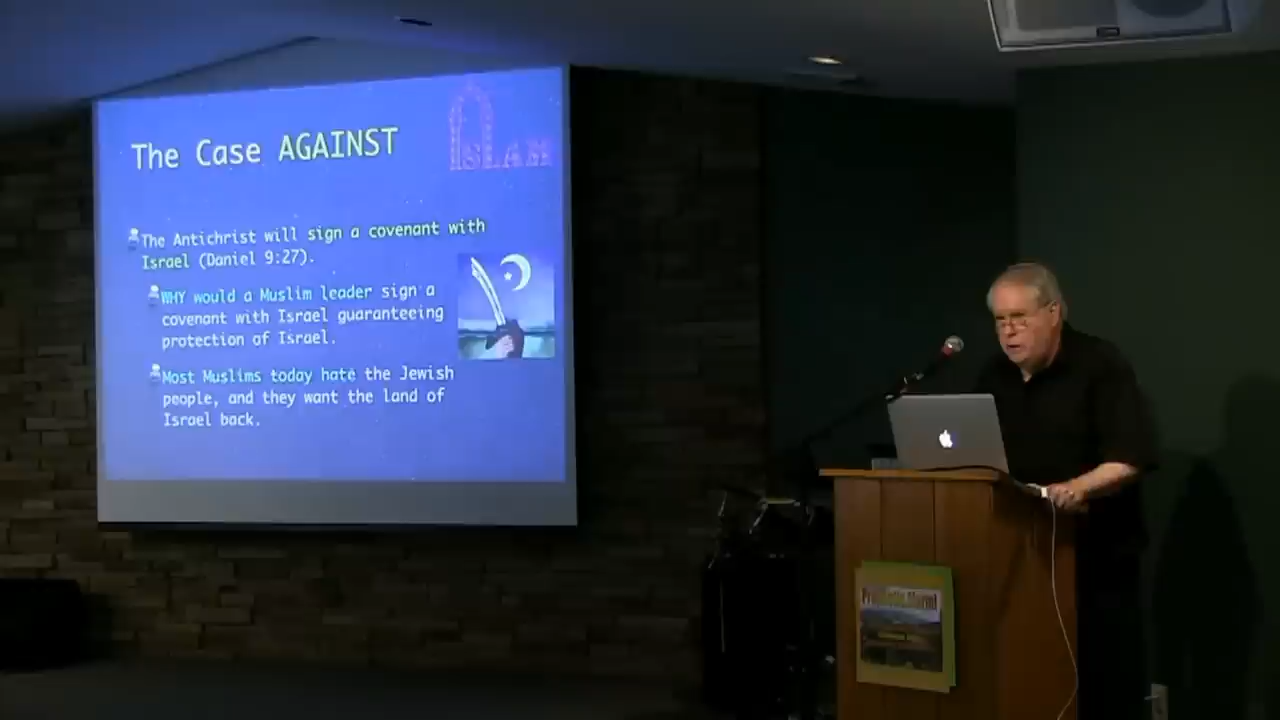 The Case AGAINST
ISLAM
The Antichrist will sign a covenant with
Israel (Daniel 9:27).
WHY would a Muslim leader sign a
covenant with Israel guaranteeing
protection of Israel.
Most Muslims today hate the Jewish
people, and they want the land of
Israel back.